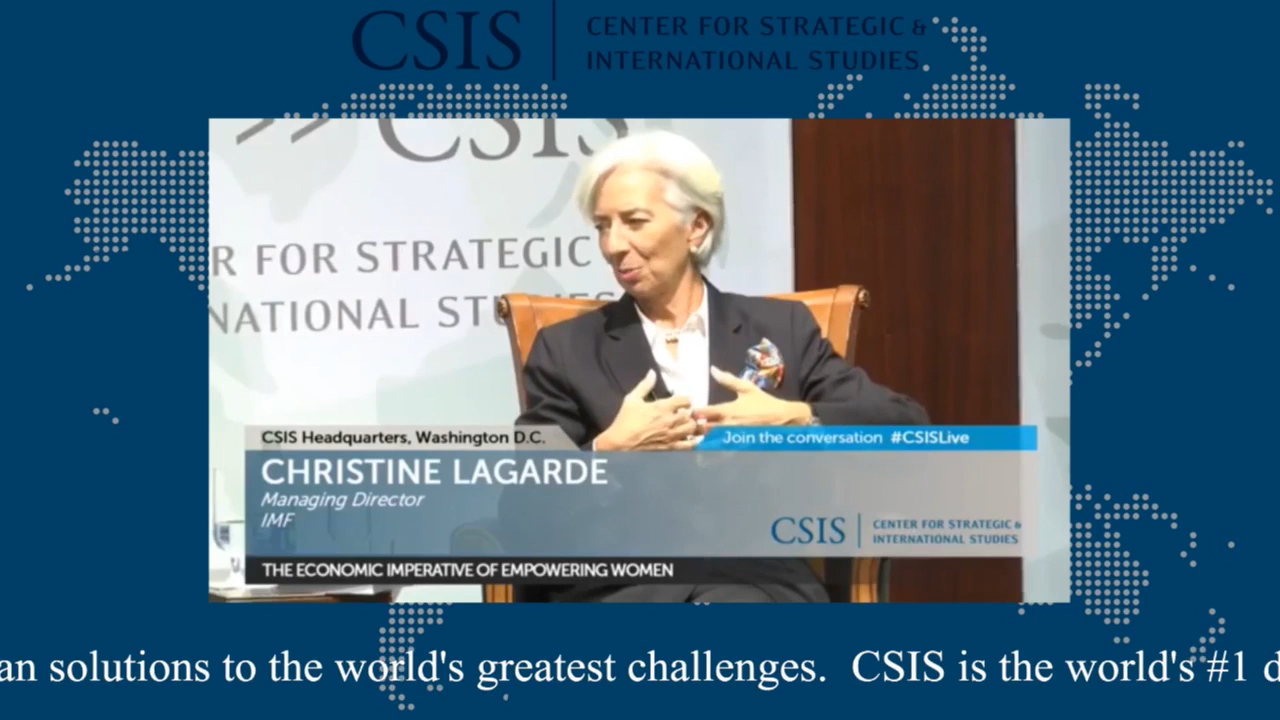 CSIS
CENTER FOR STRATEGIC &
INTERNATIONAL STUDIES
CSIS
R FOR STRATEGIC
NATIONAL STUDIES
CSIS Headquarters, Washington D.C.
Join the conversation #CSISLive
CHRISTINE LAGARDE
Managing Director
IMF
CSIS
CENTER FOR STRATEGIC &
INTERNATIONAL STUDIES
THE ECONOMIC IMPERATIVE OF EMPOWERING WOMEN
an solutions to the world's greatest challenges. CSIS is the world's #1 d